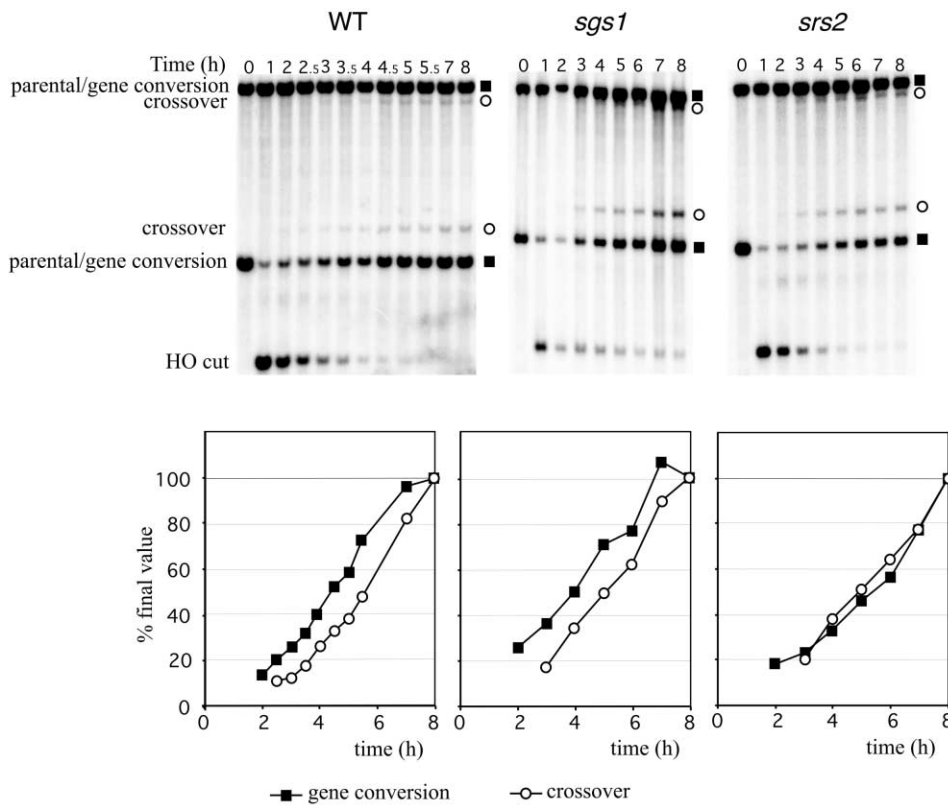 WT
sgs1
srs2
Time (h) 0 1 2 2.5 3 3.5 4 4.5 5 5.5 7 8
0 1 2 3 4 5 6 7 8
0 1 2 3 4 5 6 7 8
parental/gene conversion
crossover
crossover
parental/gene conversion
HO cut
% final value
100
80
60
40
20
0
0 2 4 6 8
0 2 4 6 8
0 2 4 6 8
time (h)
time (h)
time (h)
gene conversion
crossover